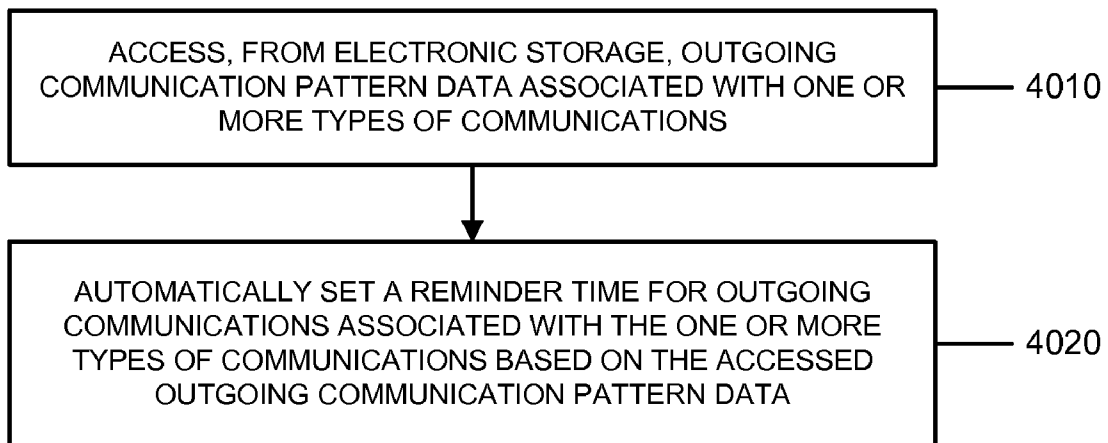 ACCESS, FROM ELECTRONIC STORAGE, OUTGOING
COMMUNICATION PATTERN DATA ASSOCIATED WITH ONE OR
MORE TYPES OF COMMUNICATIONS
4010
AUTOMATICALLY SET A REMINDER TIME FOR OUTGOING
COMMUNICATIONS ASSOCIATED WITH THE ONE OR MORE
TYPES OF COMMUNICATIONS BASED ON THE ACCESSED
OUTGOING COMMUNICATION PATTERN DATA
4020